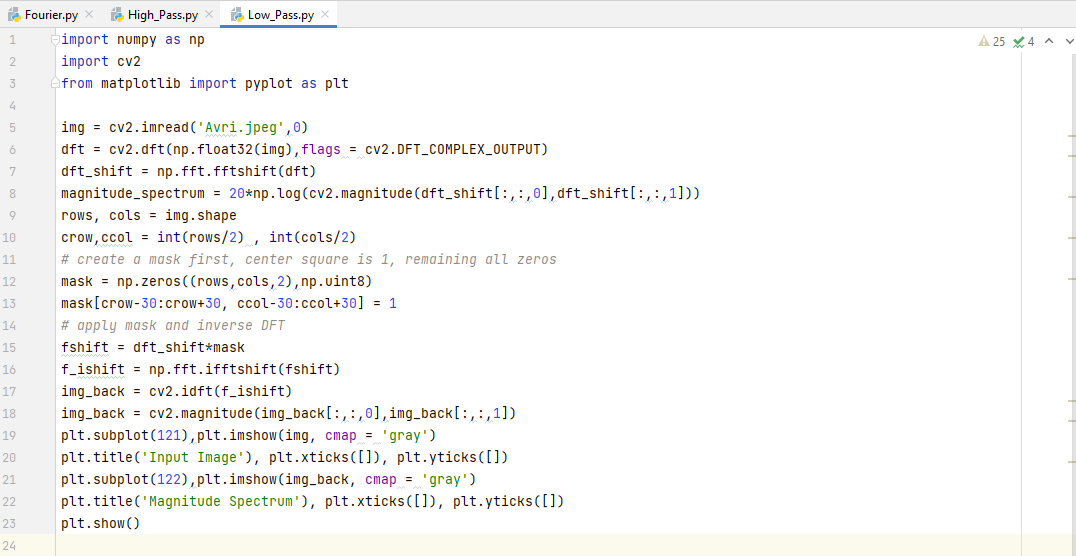 Fourier.py High_Pass.py Low_Pass.py
25 4
1 import numpy as np
2 import cv2
3 from matplotlib import pyplot as plt
4
5 img = cv2.imread('Avri.jpeg',0)
6 dft = cv2.dft(np.float32(img),flags = cv2.DFT_COMPLEX_OUTPUT)
7 dft_shift = np.fft.fftshift(dft)
8 magnitude_spectrum = 20*np.log(cv2.magnitude(dft_shift[:,:,0],dft_shift[:,:,1]))
9 rows, cols = img.shape
10 crow,ccol = int(rows/2) , int(cols/2)
11 # create a mask first, center square is 1, remaining all zeros
12 mask = np.zeros((rows,cols,2),np.uint8)
13 mask[crow-30:crow+30, ccol-30:ccol+30] = 1
14 # apply mask and inverse DFT
15 fshift = dft_shift*mask
16 f_ishift = np.fft.ifftshift(fshift)
17 img_back = cv2.idft(f_ishift)
18 img_back = cv2.magnitude(img_back[:,:,0],img_back[:,:,1])
19 plt.subplot(121),plt.imshow(img, cmap = 'gray')
20 plt.title('Input Image'), plt.xticks([]), plt.yticks([])
21 plt.subplot(122),plt.imshow(img_back, cmap = 'gray')
22 plt.title('Magnitude Spectrum'), plt.xticks([]), plt.yticks([])
23 plt.show()
24